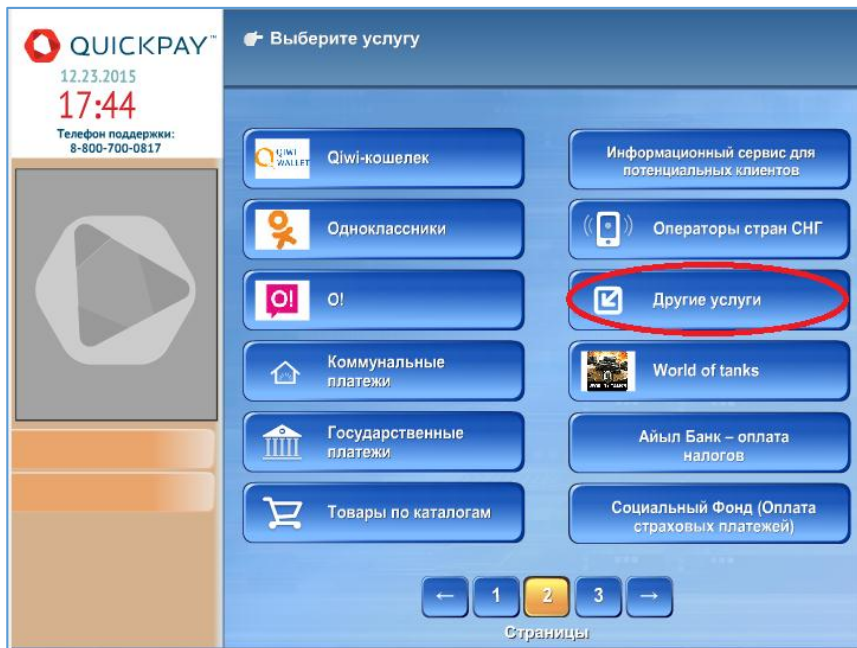 QUICKPAY™
12.23.2015
17:44
Телефон поддержки:
8-800-700-0817
Выберите услугу
QIWI
WALLET
Qiwi-кошелек
Одноклассники
O!
О!
Коммунальные
платежи
Государственные
платежи
Товары по каталогам
Информационный сервис для
потенциальных клиентов
Операторы стран СНГ
Другие услуги
World of tanks
Айыл Банк – оплата
налогов
Социальный Фонд (Оплата
страховых платежей)
← 1 2 3 →
Страницы